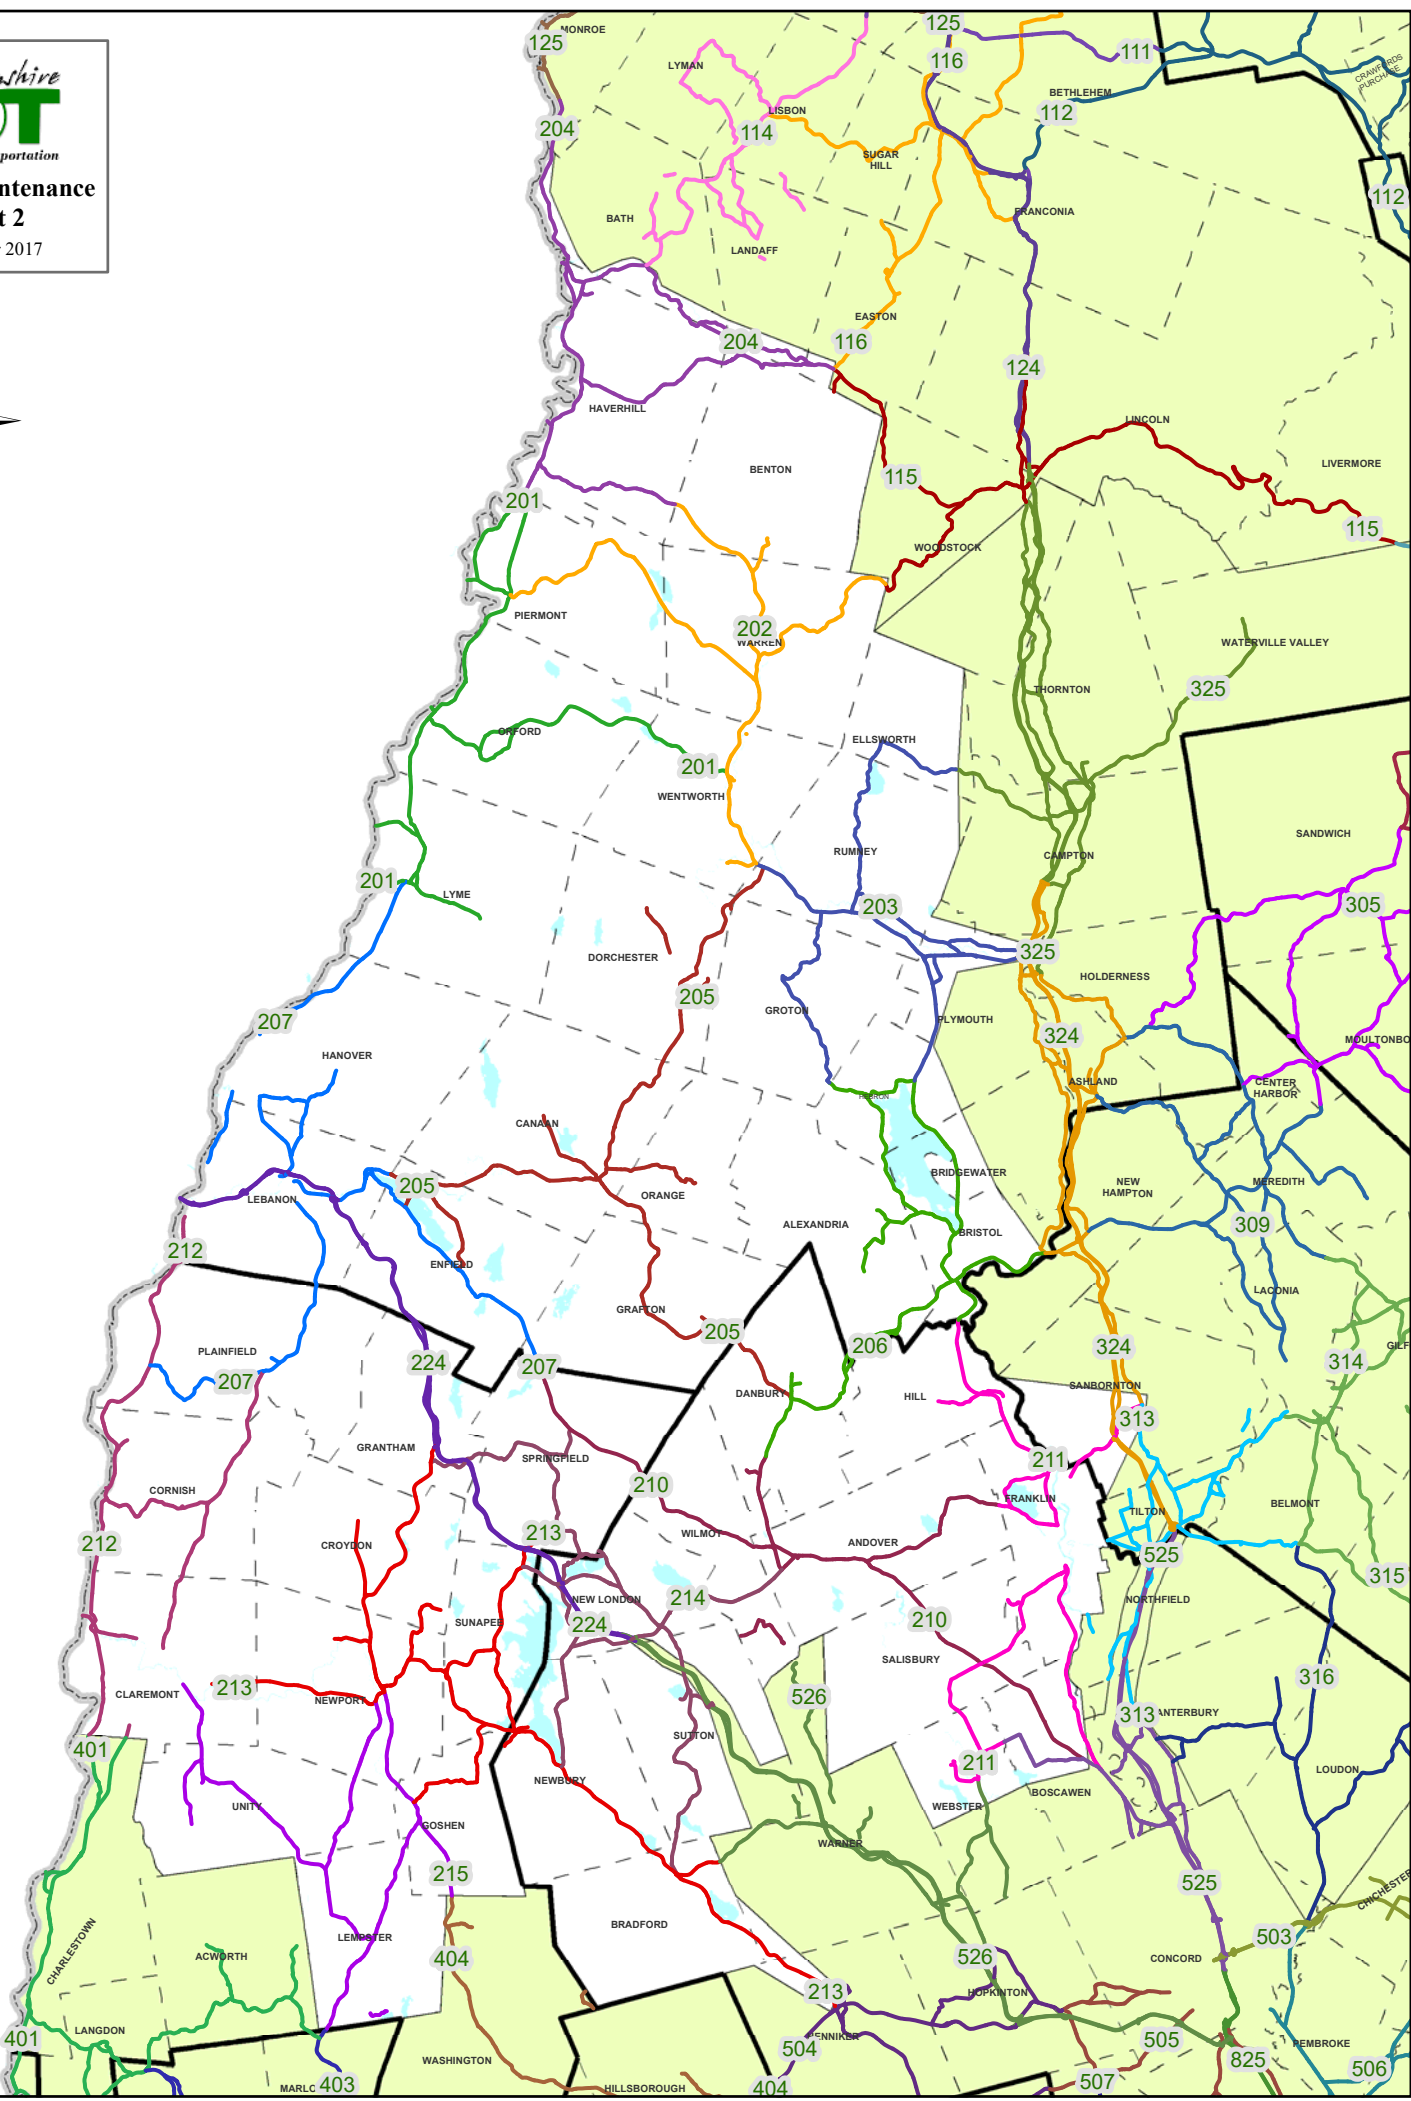 125
MONROE
125
116
111
LYMAN
CRAWFORDS
PURCHASE
BETHLEHEM
LISBON
112
204
114
SUGAR
HILL
portation
ntenance
t 2
2017
112
FRANCONIA
BATH
LANDAFF
EASTON
204
116
124
HAVERHILL
LINCOLN
BENTON
LIVERMORE
115
201
115
WOODSTOCK
PIERMONT
202
WARREN
WATERVILLE VALLEY
THORNTON
325
ORFORD
ELLSWORTH
201
WENTWORTH
SANDWICH
RUMNEY
CAMPTON
201
LYME
203
305
DORCHESTER
325
HOLDERNESS
205
GROTON
207
PLYMOUTH
324
HANOVER
MOULTONBO
ASHLAND
CENTER
HARBOR
HEBRON
CANAAN
BRIDGEWATER
205
LEBANON
ORANGE
NEW
HAMPTON
MEREDITH
ALEXANDRIA
309
BRISTOL
212
ENFIELD
LACONIA
GRAFTON
205
206
324
GILF
PLAINFIELD
224
207
314
207
DANBURY
HILL
SANBORNTON
313
GRANTHAM
SPRINGFIELD
211
210
CORNISH
FRANKLIN
BELMONT
TILTON
213
WILMOT
212
CROYDON
ANDOVER
525
315
NEW LONDON
214
NORTHFIELD
SUNAPEE
224
210
SALISBURY
316
213
CLAREMONT
NEWPORT
526
313
ANTERBURY
SUTTON
401
211
LOUDON
NEWBURY
BOSCAWEN
WEBSTER
UNITY
GOSHEN
WARNER
215
525
CHICHESTER
BRADFORD
LEMPSTER
503
CHARLESTOWN
ACWORTH
404
526
CONCORD
213
HOPKINTON
LANGDON
401
ENNIKER
504
505
PEMBROKE
WASHINGTON
825
506
MARLO
403
HILLSBOROUGH
404
507